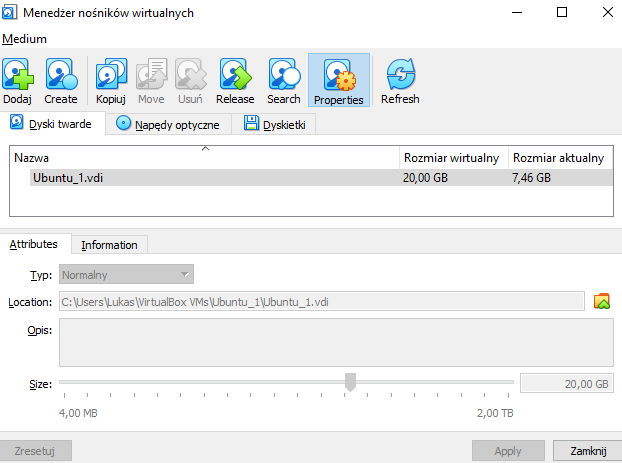 Menedżer nośników wirtualnych
Medium
Dodaj Create Kopiuj Move Usuń Release Search Properties Refresh
Dyski twarde Napędy optyczne Dyskietki
Nazwa Rozmiar wirtualny Rozmiar aktualny
Ubuntu_1.vdi 20,00 GB 7,46 GB
Attributes Information
Typ: Normalny
Location: C:\Users\Lukas\VirtualBox VMs\Ubuntu_1\Ubuntu_1.vdi
Opis:
Size: 20,00 GB
4,00 MB 2,00 TB
Zresetuj Apply Zamknij